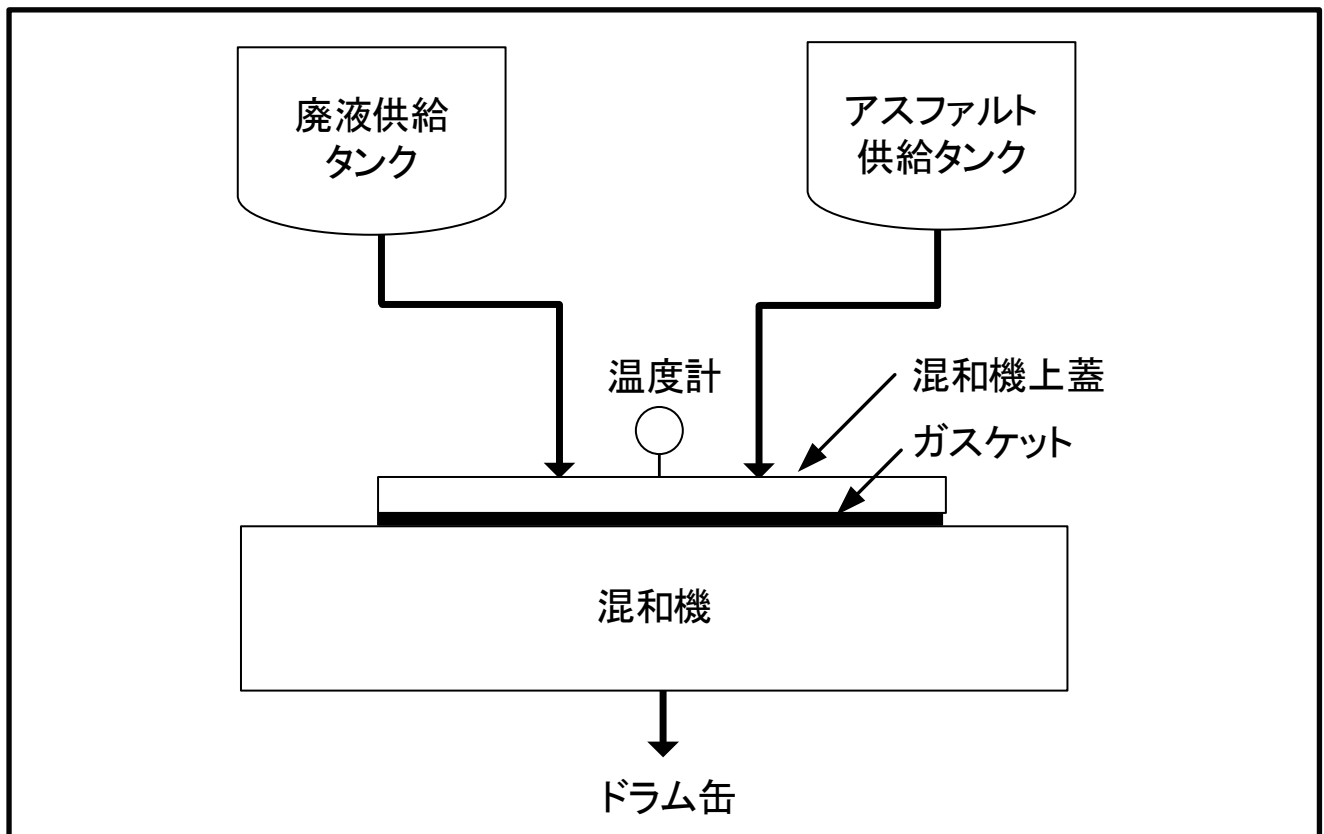 廃液供給
タンク
アスファルト
供給タンク
温度計
混和機上蓋
ガスケット
混和機
ドラム缶